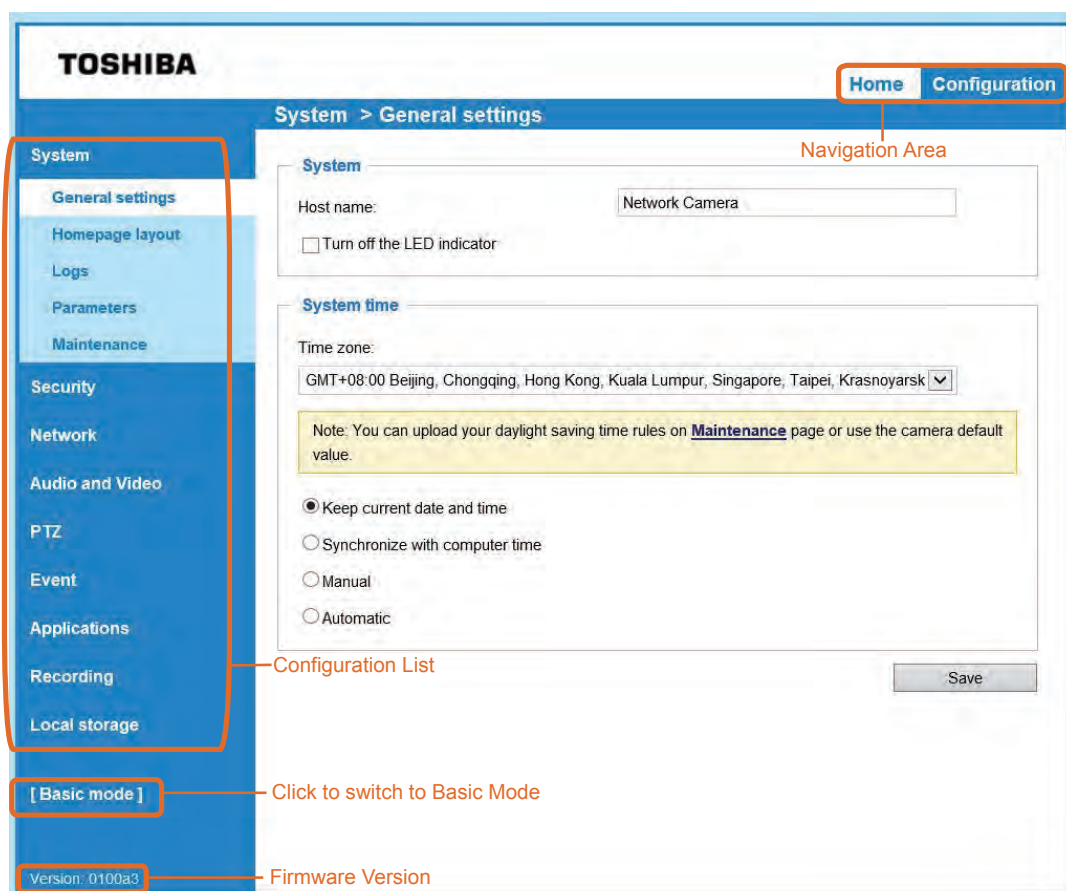 TOSHIBA
Home Configuration
System > General settings
Navigation Area
System
General settings
Homepage layout
Logs
Parameters
Maintenance
Security
Network
Audio and Video
PTZ
Event
Applications
Recording
Local storage
[ Basic mode ]
Version: 0100a3
System
Host name: Network Camera
Turn off the LED indicator
System time
Time zone:
GMT+08:00 Beijing, Chongqing, Hong Kong, Kuala Lumpur, Singapore, Taipei, Krasnoyarsk
Note: You can upload your daylight saving time rules on Maintenance page or use the camera default
value.
Keep current date and time
Synchronize with computer time
Manual
Automatic
Configuration List
Save
Click to switch to Basic Mode
Firmware Version